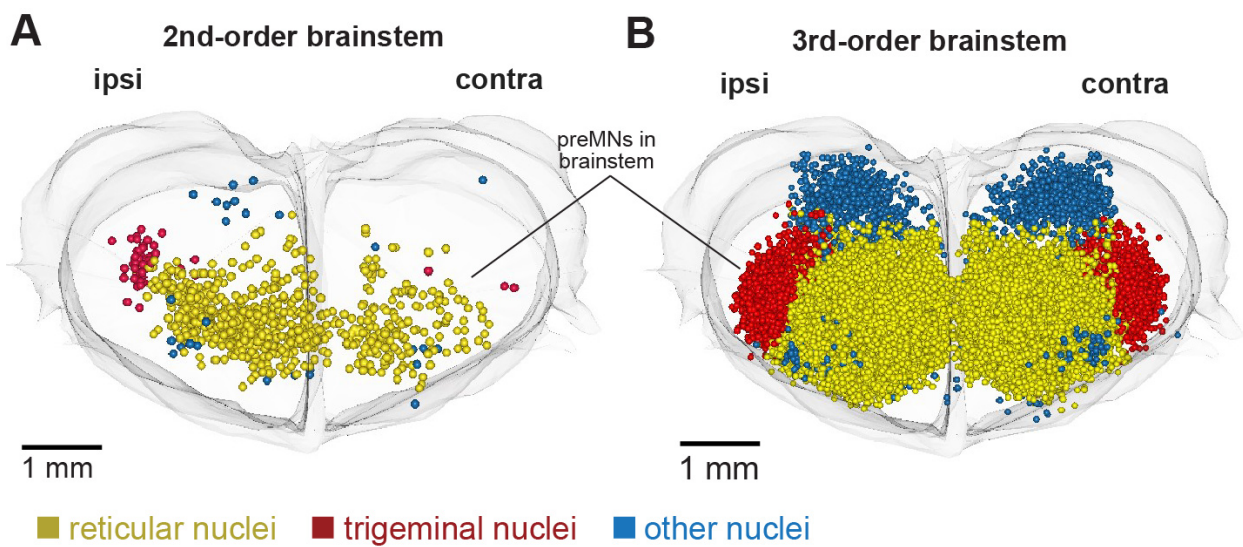 A
2nd-order brainstem
ipsi
contra
B
3rd-order brainstem
ipsi
contra
preMNs in
brainstem
1 mm
1 mm
reticular nuclei
trigeminal nuclei
other nuclei